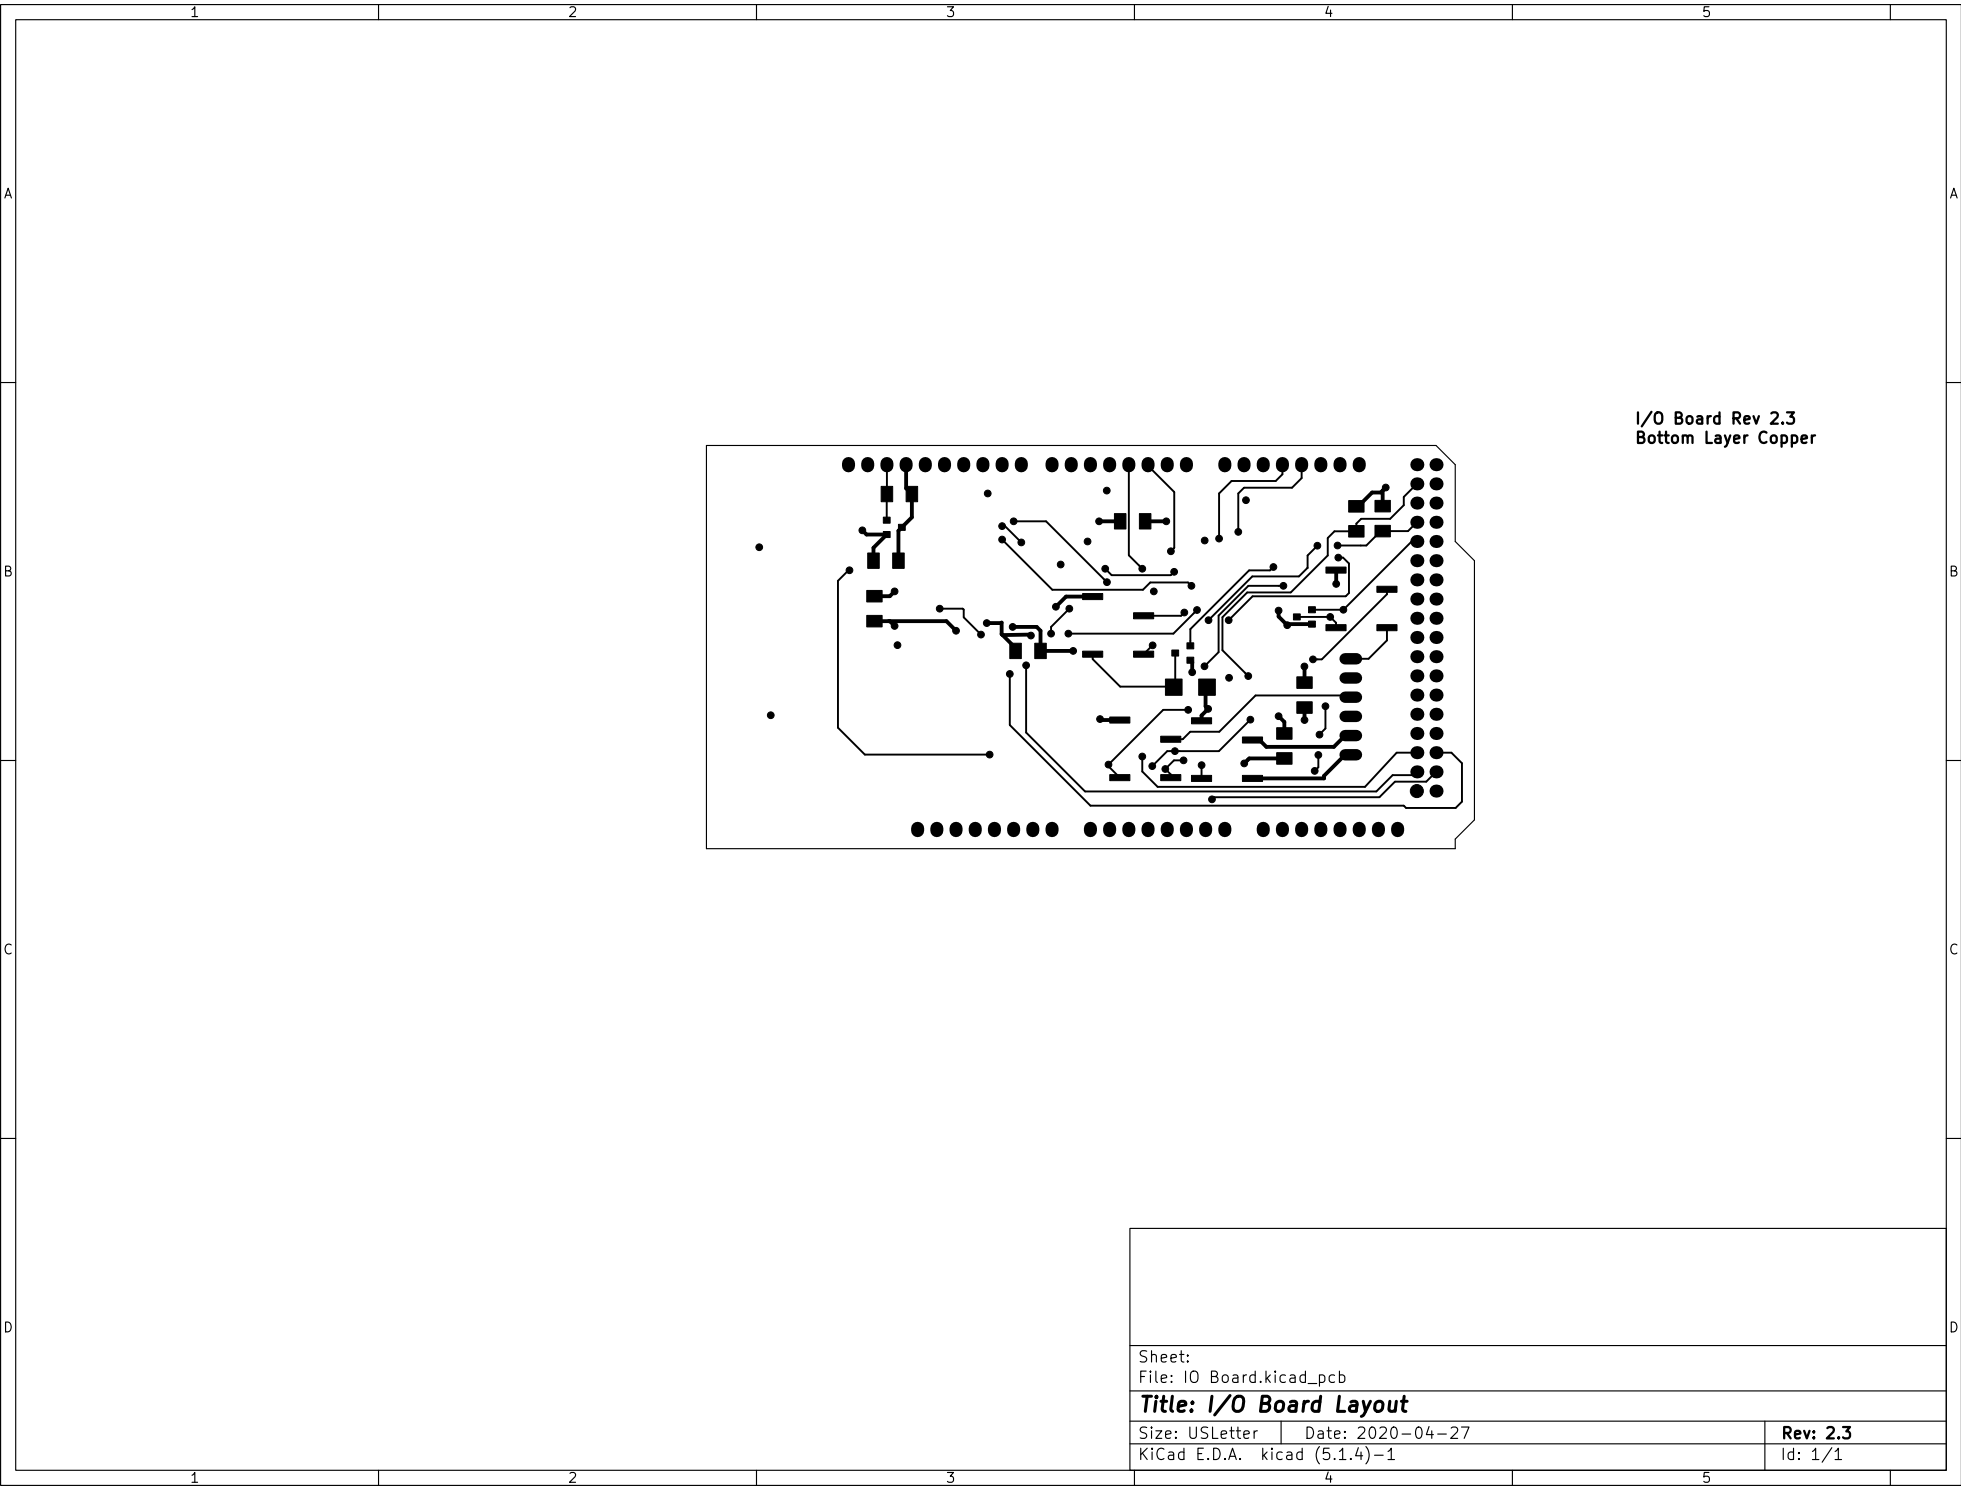 1 2 3 4 5
A A
I/O Board Rev 2.3
Bottom Layer Copper
B B
C C
D D
Sheet:
File: IO Board.kicad_pcb
Title: I/O Board Layout
Size: USLetter Date: 2020-04-27 Rev: 2.3
KiCad E.D.A. kicad (5.1.4)-1 Id: 1/1
1 2 3 4 5